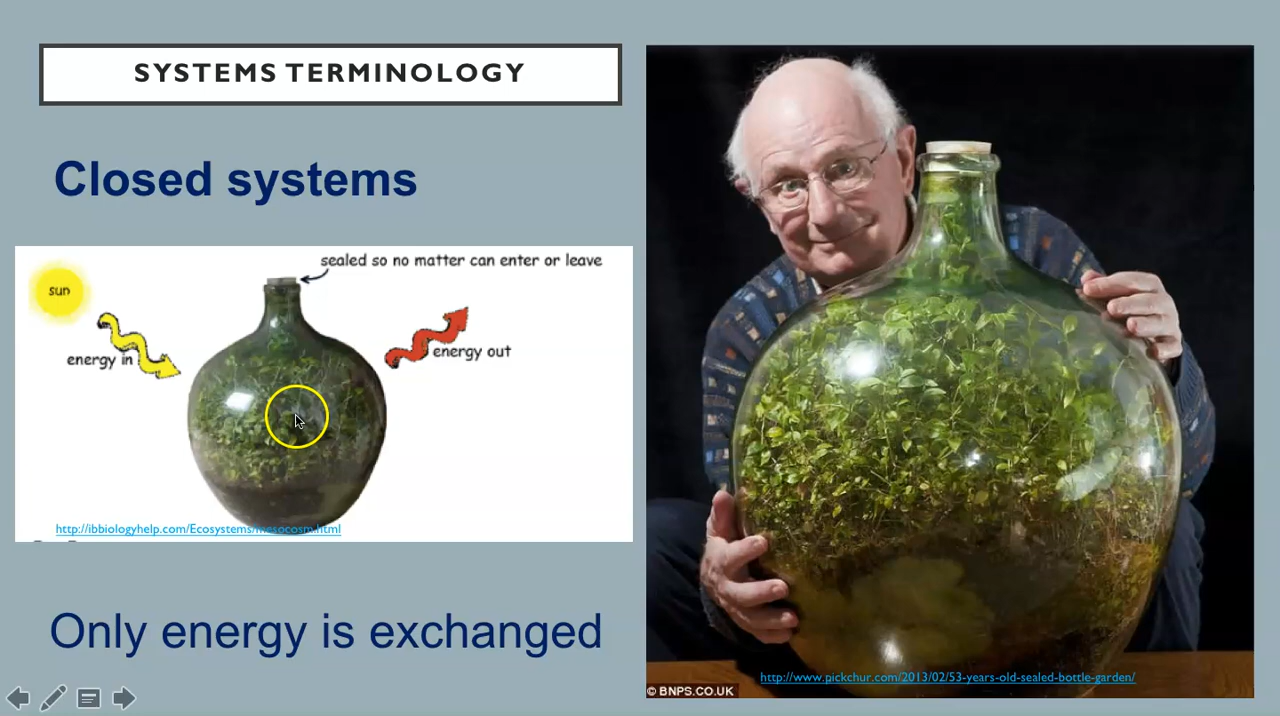 SYSTEMS TERMINOLOGY
Closed systems
sealed so no matter can enter or leave
sun
energy in
energy out
http://ibbiologyhelp.com/Ecosystems/mesocosm.html
Only energy is exchanged
http://www.pickchur.com/2013/02/53-years-old-sealed-bottle-garden/
© BNPS.CO.UK